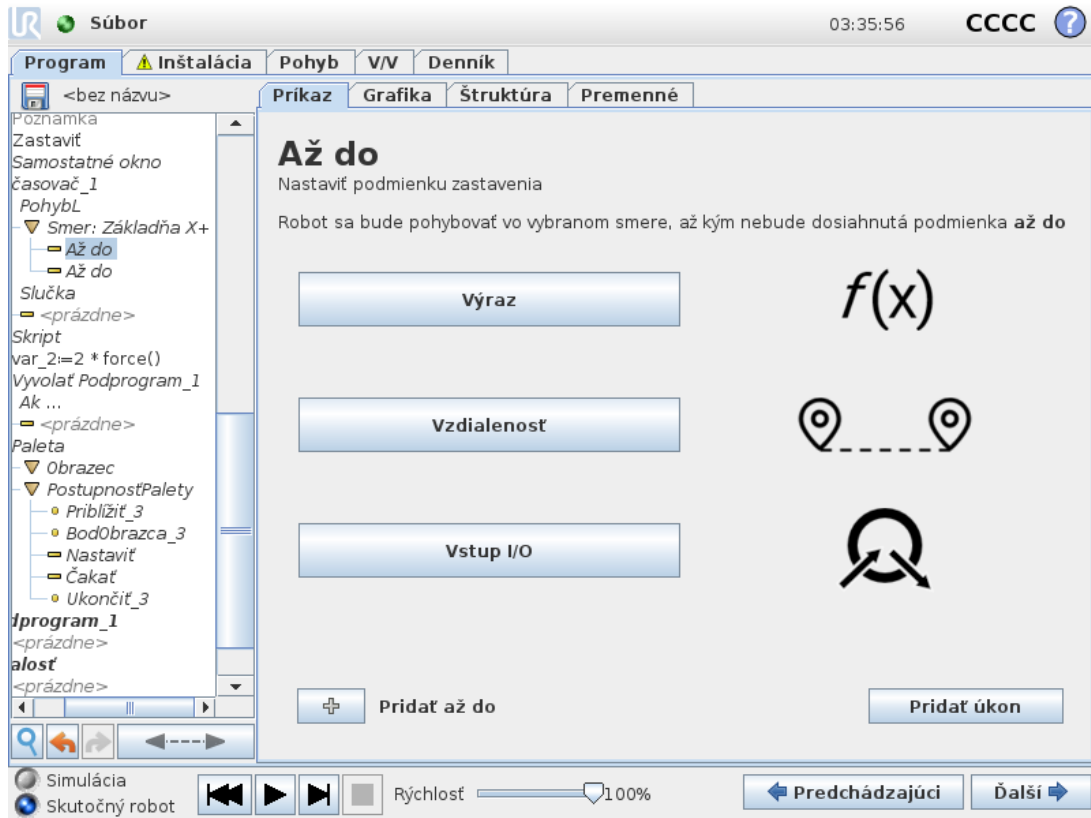 Súbor 03:35:56 CCCC ?
Program Inštalácia Pohyb V/V Denník
<bez názvu> Príkaz Grafika Štruktúra Premenné
Poznámka
Zastaviť
Samostatné okno
časovač_1
PohybL
Smer: Základňa X+
Až do
Až do
Slučka
<prázdne>
Skript
var_2:=2 * force()
Vyvolať Podprogram_1
Ak ...
<prázdne>
Paleta
Obrazec
PostupnosťPalety
Priblížiť_3
BodObrazca_3
Nastaviť
Čakať
Ukončiť_3
dprogram_1
<prázdne>
alosť
<prázdne>
Až do
Nastaviť podmienku zastavenia
Robot sa bude pohybovať vo vybranom smere, až kým nebude dosiahnutá podmienka až do
Výraz f(x)
Vzdialenosť
Vstup I/O
Pridať až do Pridať úkon
Simulácia
Skutočný robot
Rýchlosť 100%
Predchádzajúci Ďalší